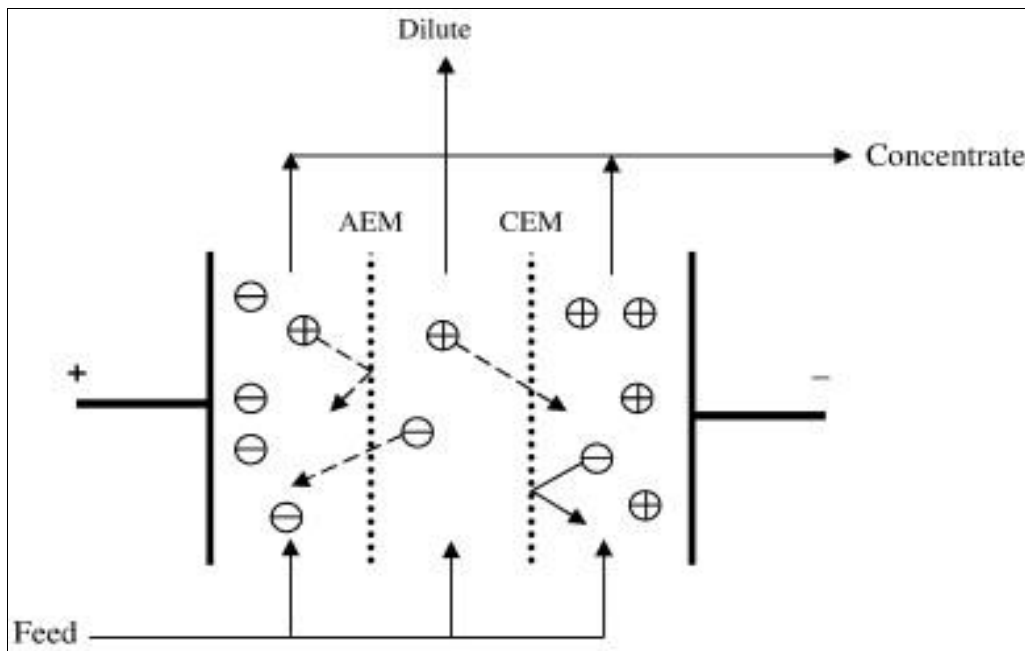 Dilute
Concentrate
AEM
CEM
+
−
Feed